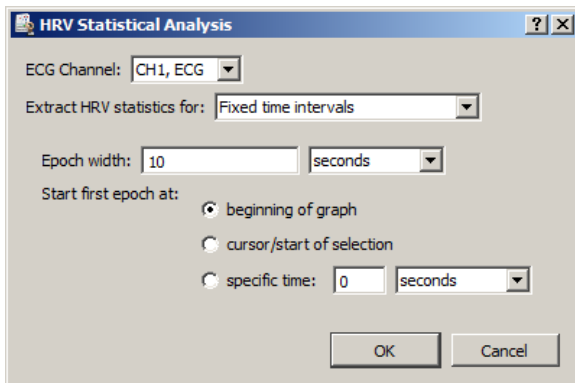 HRV Statistical Analysis
ECG Channel: CH1, ECG
Extract HRV statistics for: Fixed time intervals
Epoch width: 10 seconds
Start first epoch at:
beginning of graph
cursor/start of selection
specific time: 0 seconds
OK Cancel